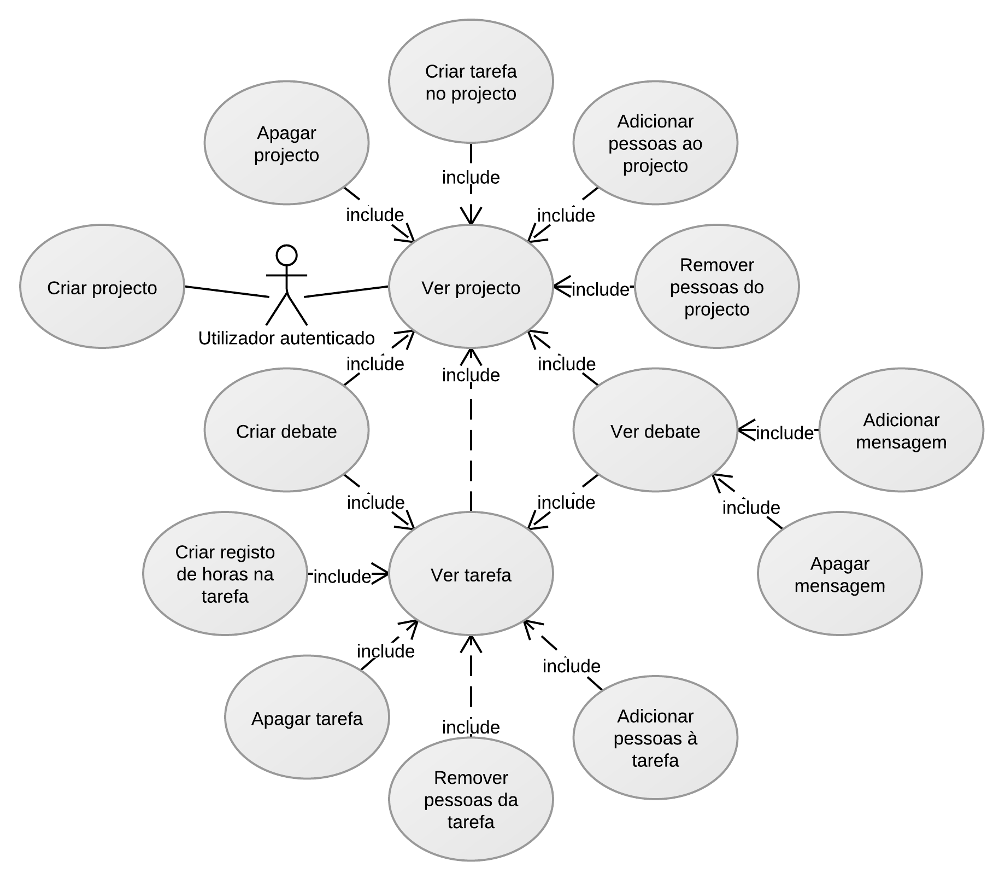 Criar tarefa
no projecto
Apagar
projecto
Adicionar
pessoas ao
projecto
include
include
include
Criar projecto
Utilizador autenticado
Ver projecto
include
Remover
pessoas do
projecto
include
include
include
Criar debate
Ver debate
include
Adicionar
mensagem
include
include
include
Criar registo
de horas na
tarefa
include
Ver tarefa
Apagar
mensagem
include
include
Apagar tarefa
include
Adicionar
pessoas à
tarefa
Remover
pessoas da
tarefa